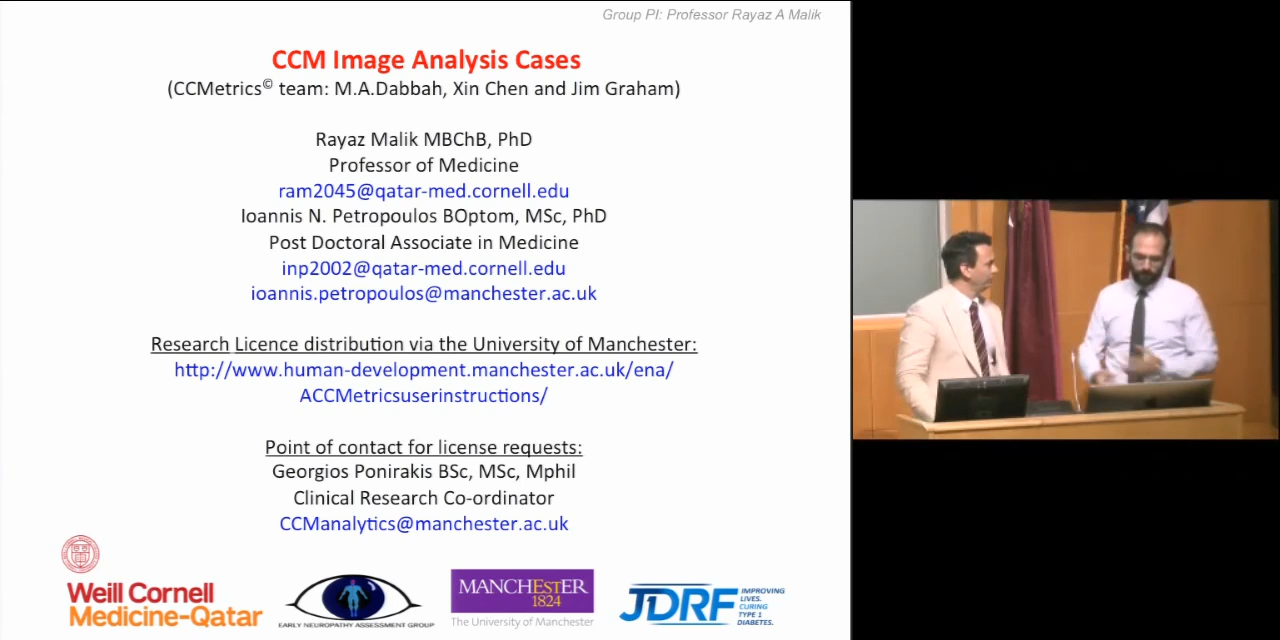 Group PI: Professor Rayaz A Malik
CCM Image Analysis Cases
(CCMetrics© team: M.A.Dabbah, Xin Chen and Jim Graham)
Rayaz Malik MBChB, PhD
Professor of Medicine
ram2045@qatar-med.cornell.edu
Ioannis N. Petropoulos BOptom, MSc, PhD
Post Doctoral Associate in Medicine
inp2002@qatar-med.cornell.edu
ioannis.petropoulos@manchester.ac.uk
Research Licence distribution via the University of Manchester:
http://www.human-development.manchester.ac.uk/ena/
ACCMetricsuserinstructions/
Point of contact for license requests:
Georgios Ponirakis BSc, MSc, Mphil
Clinical Research Co-ordinator
CCManalytics@manchester.ac.uk
Weill Cornell
Medicine-Qatar
EARLY NEUROPATHY ASSESSMENT GROUP
MANCHESTER
1824
The University of Manchester
JDRF
IMPROVING
LIVES.
CURING
TYPE 1
DIABETES.